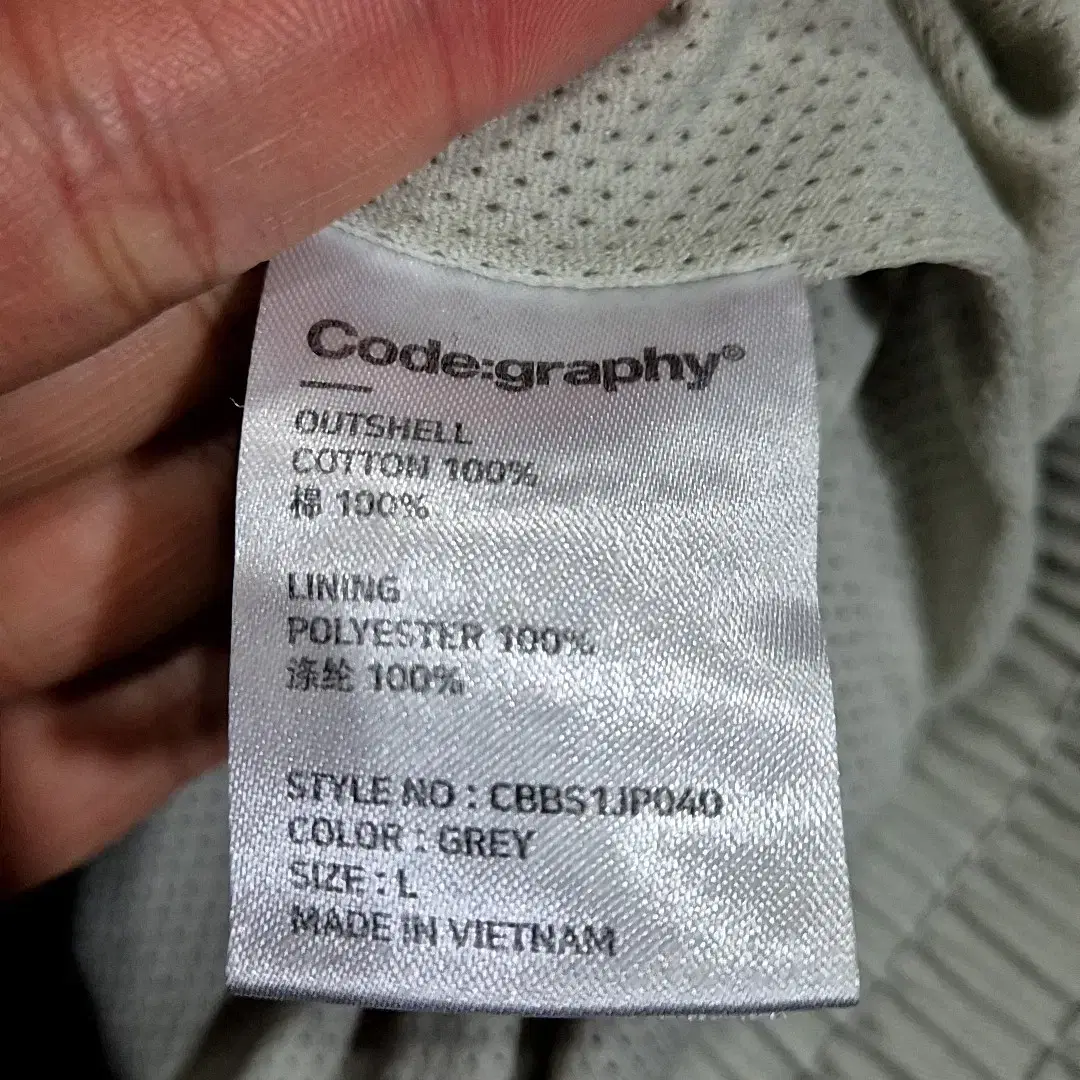 Code:graphy®
OUTSHELL
COTTON 100%
棉 100%
LINING
POLYESTER 100%
涤纶 100%
STYLE NO : CBBS1JP040
COLOR : GREY
SIZE : L
MADE IN VIETNAM